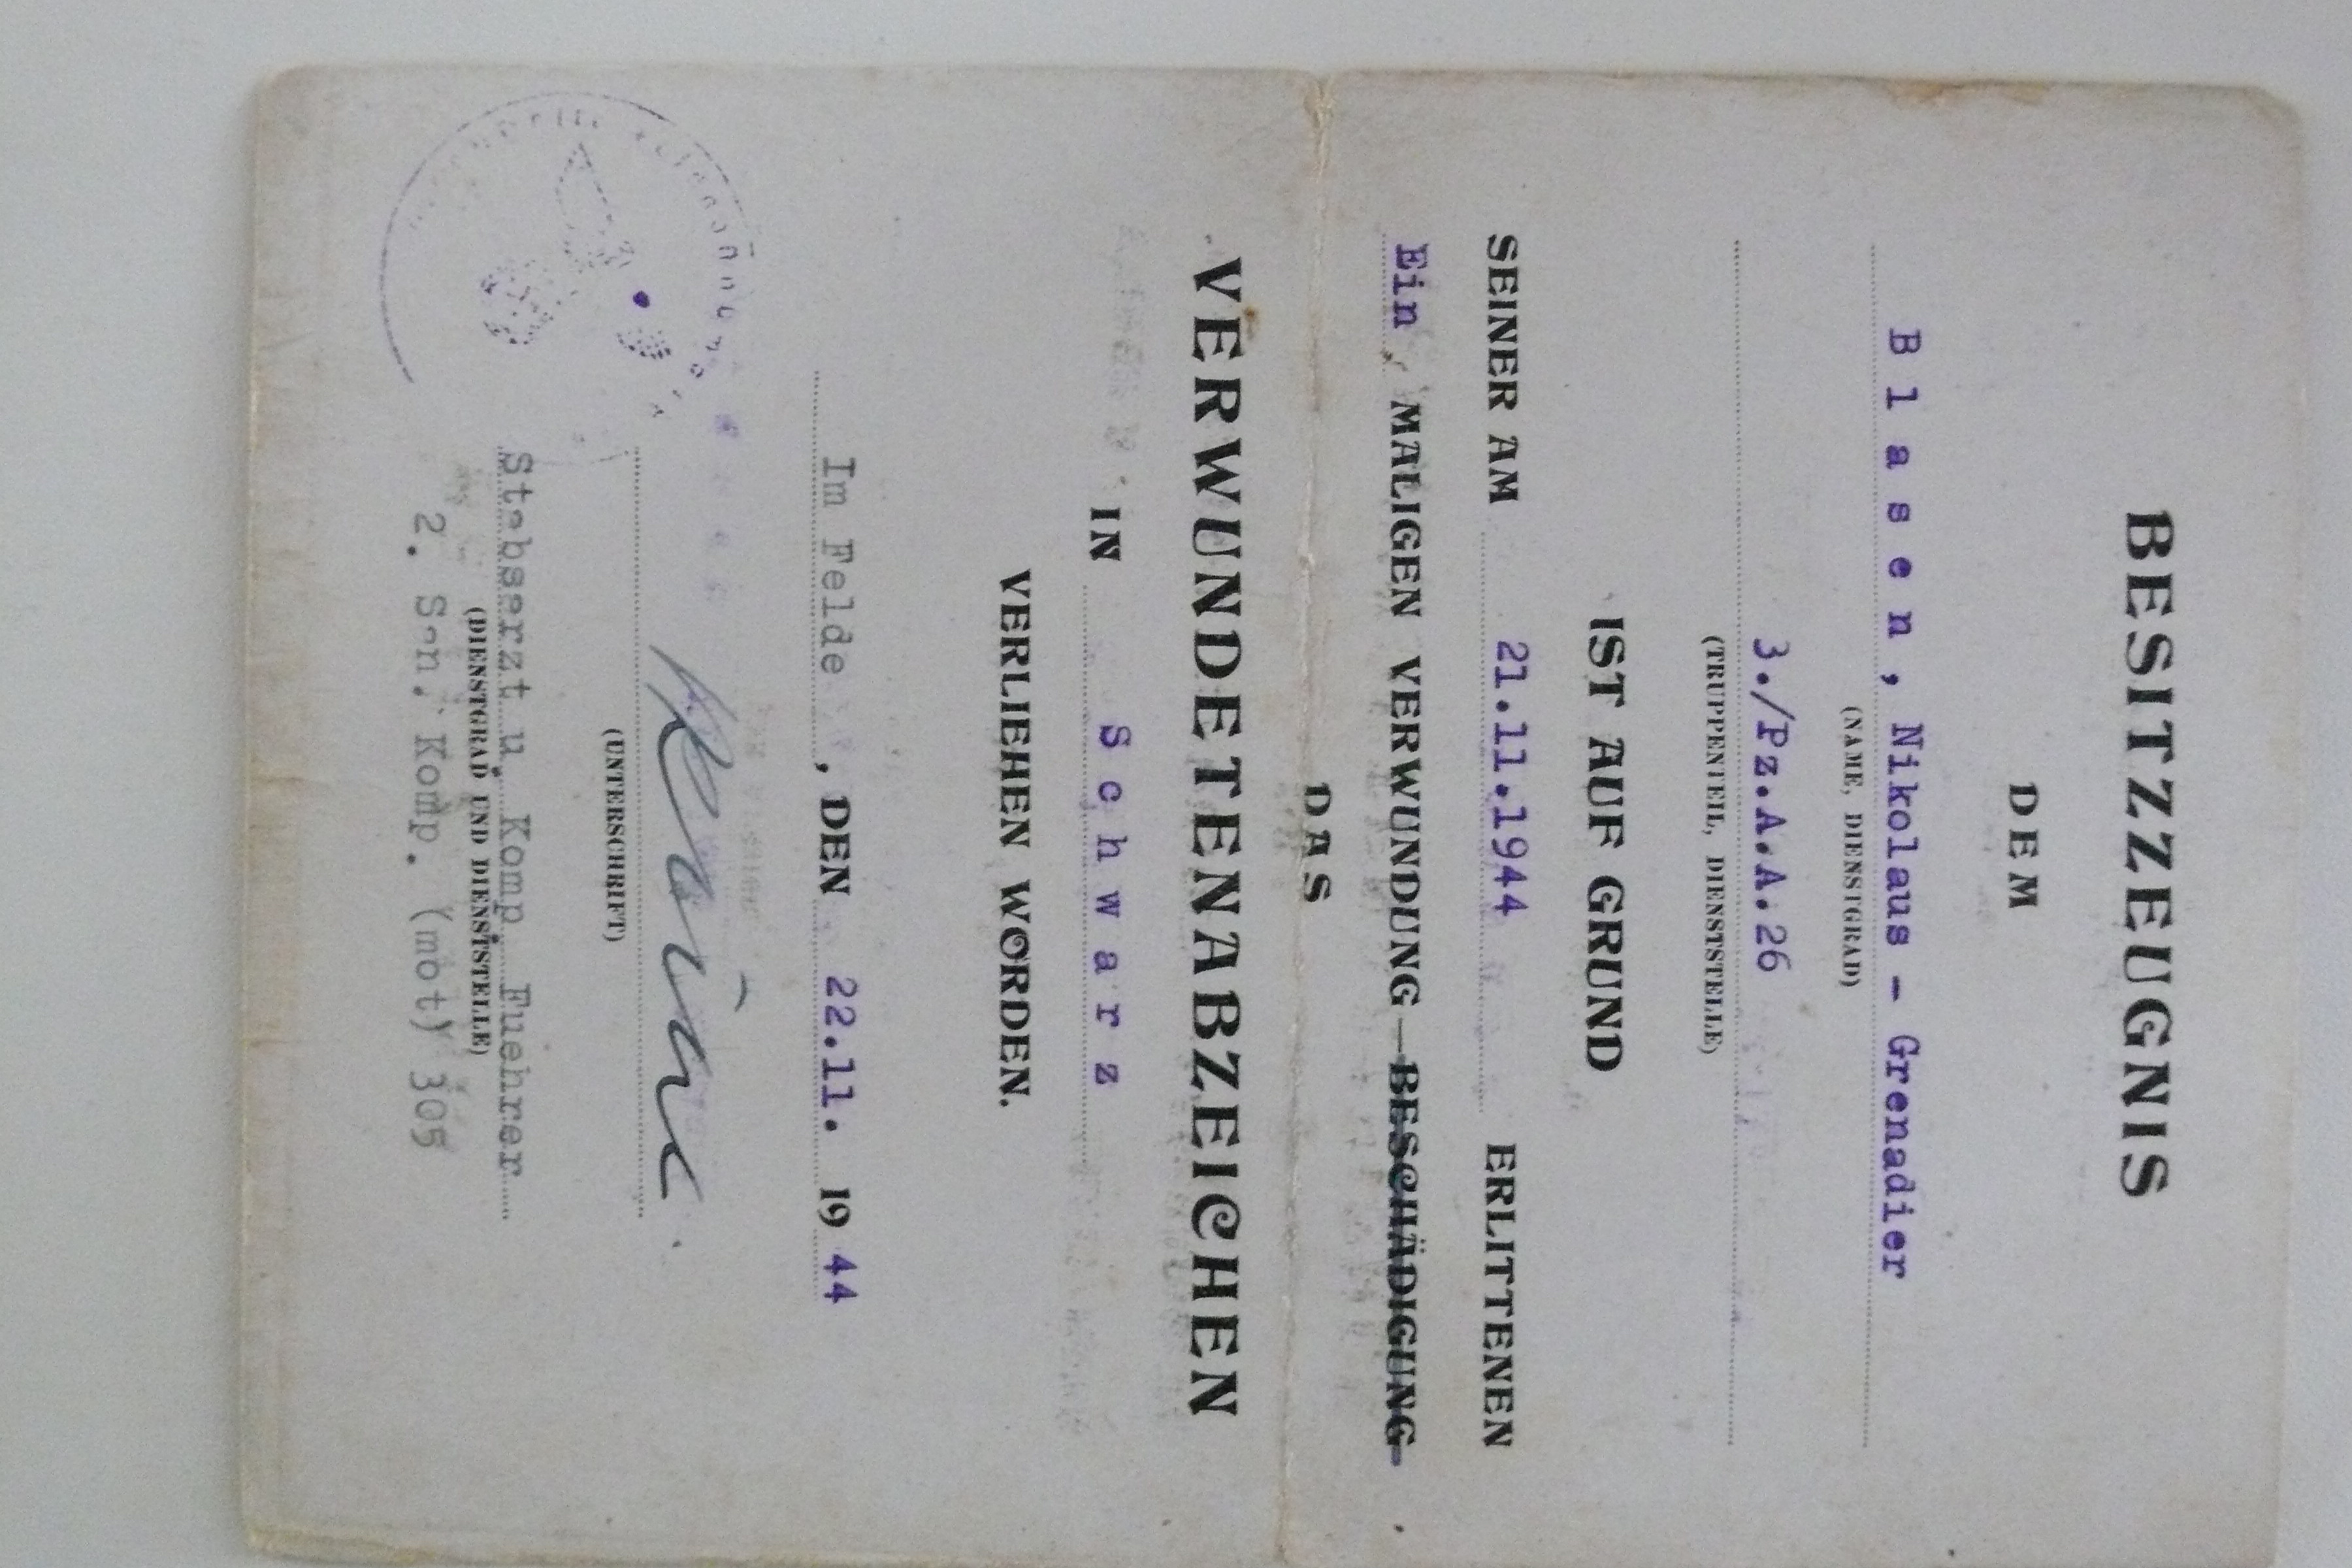 BESITZZEUGNIS
DEM
Blasen, Nikolaus - Grenadier
(NAME, DIENSTGRAD)
3./Pz.A.A.26
(TRUPPENTEIL, DIENSTSTELLE)
IST AUF GRUND
SEINER AM 21.11.1944 ERLITTENEN
Ein MALIGEN VERWUNDUNG – BESCHÄDIGUNG
DAS
VERWUNDETENABZEICHEN
IN Schwarz
VERLIEHEN WORDEN.
Im Felde, DEN 22.11. 19 44
(UNTERSCHRIFT)
Stabsarzt u. Komp. Fuehrer
(DIENSTGRAD UND DIENSTSTELLE)
2. San. Komp. (mot) 305